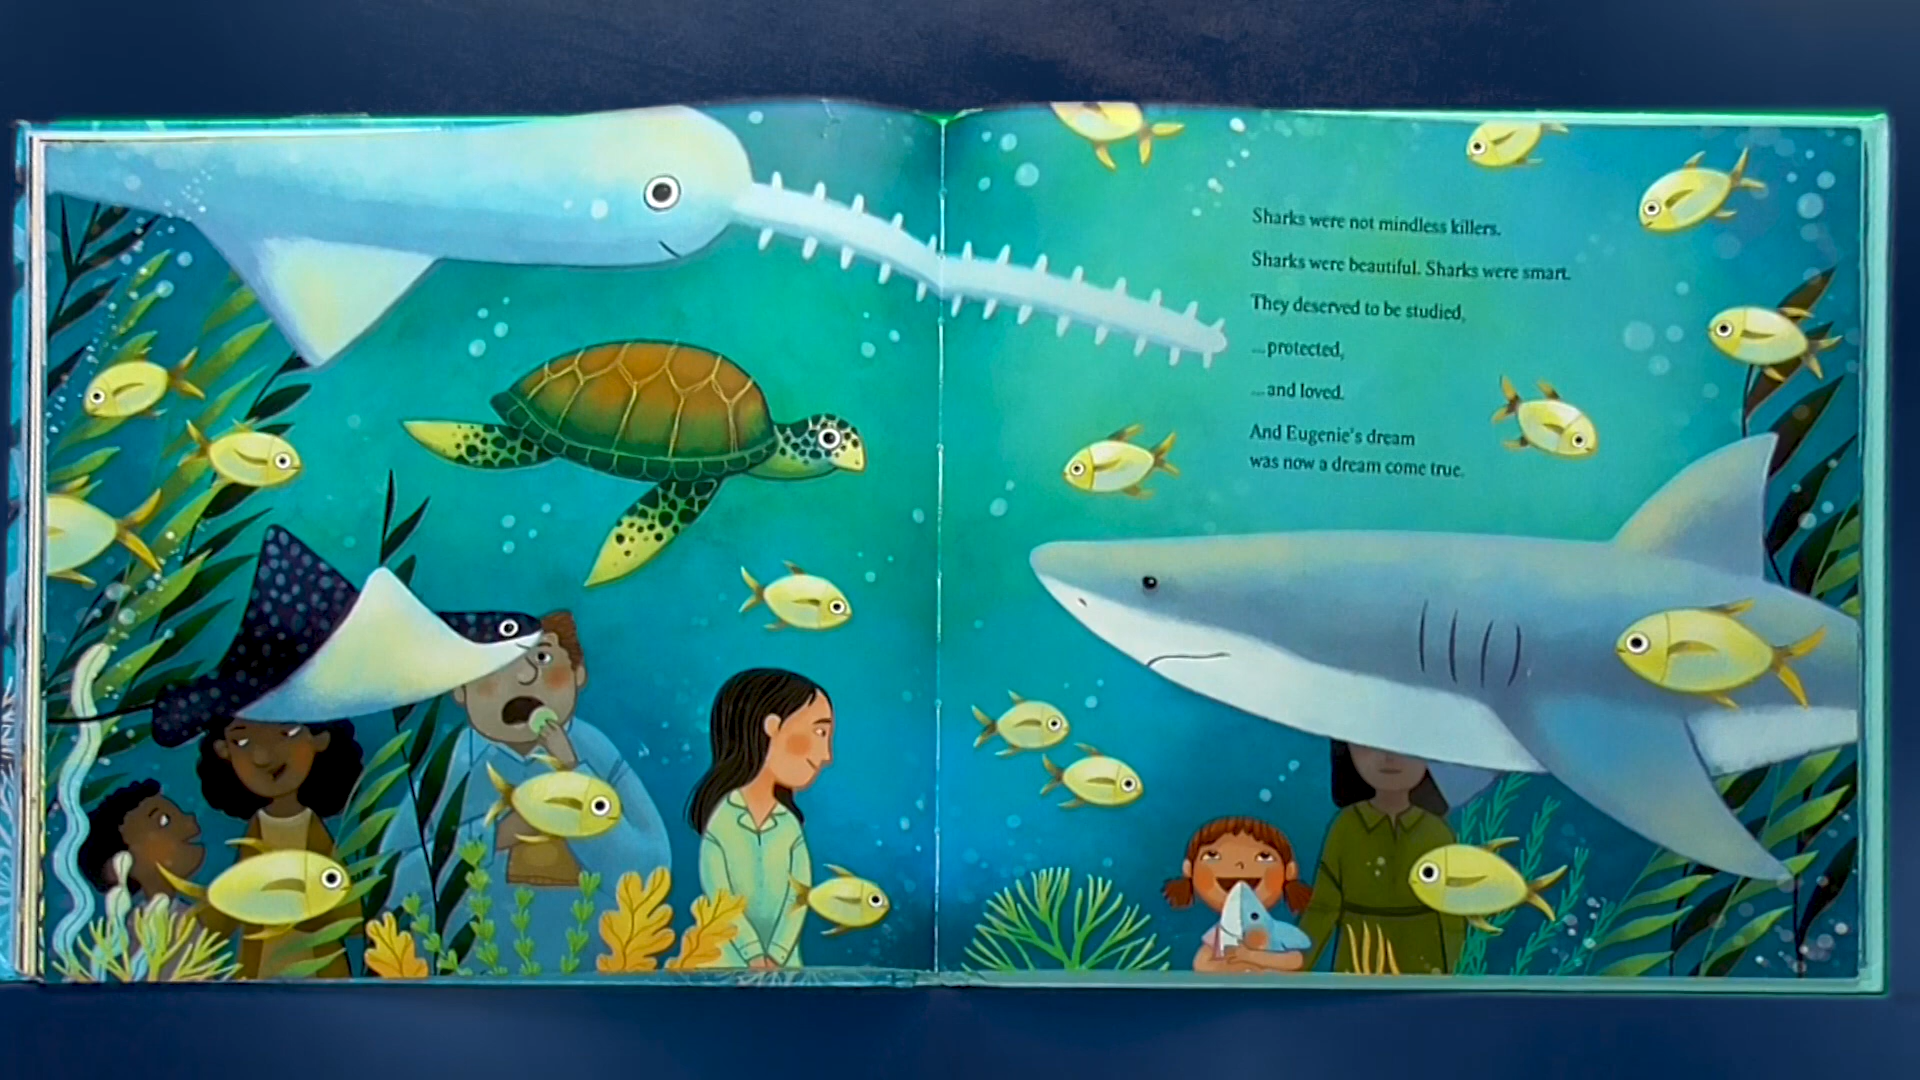 Sharks were not mindless killers.
Sharks were beautiful. Sharks were smart.
They deserved to be studied,
...protected,
...and loved.
And Eugenie's dream
was now a dream come true.